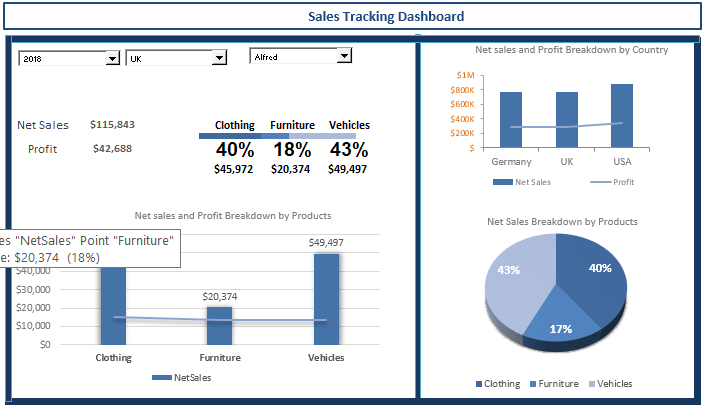 Sales Tracking Dashboard
2018
UK
Alfred
Net Sales $115,843
Profit $42,688
Clothing Furniture Vehicles
40% 18% 43%
$45,972 $20,374 $49,497
Net sales and Profit Breakdown by Products
es "NetSales" Point "Furniture"
e: $20,374 (18%)
$49,497
$40,000
$30,000
$20,374
$20,000
$10,000
$0
Clothing Furniture Vehicles
NetSales
Net sales and Profit Breakdown by Country
$1M
$800K
$600K
$400K
$200K
$
Germany UK USA
Net Sales Profit
Net Sales Breakdown by Products
43% 40%
17%
Clothing Furniture Vehicles